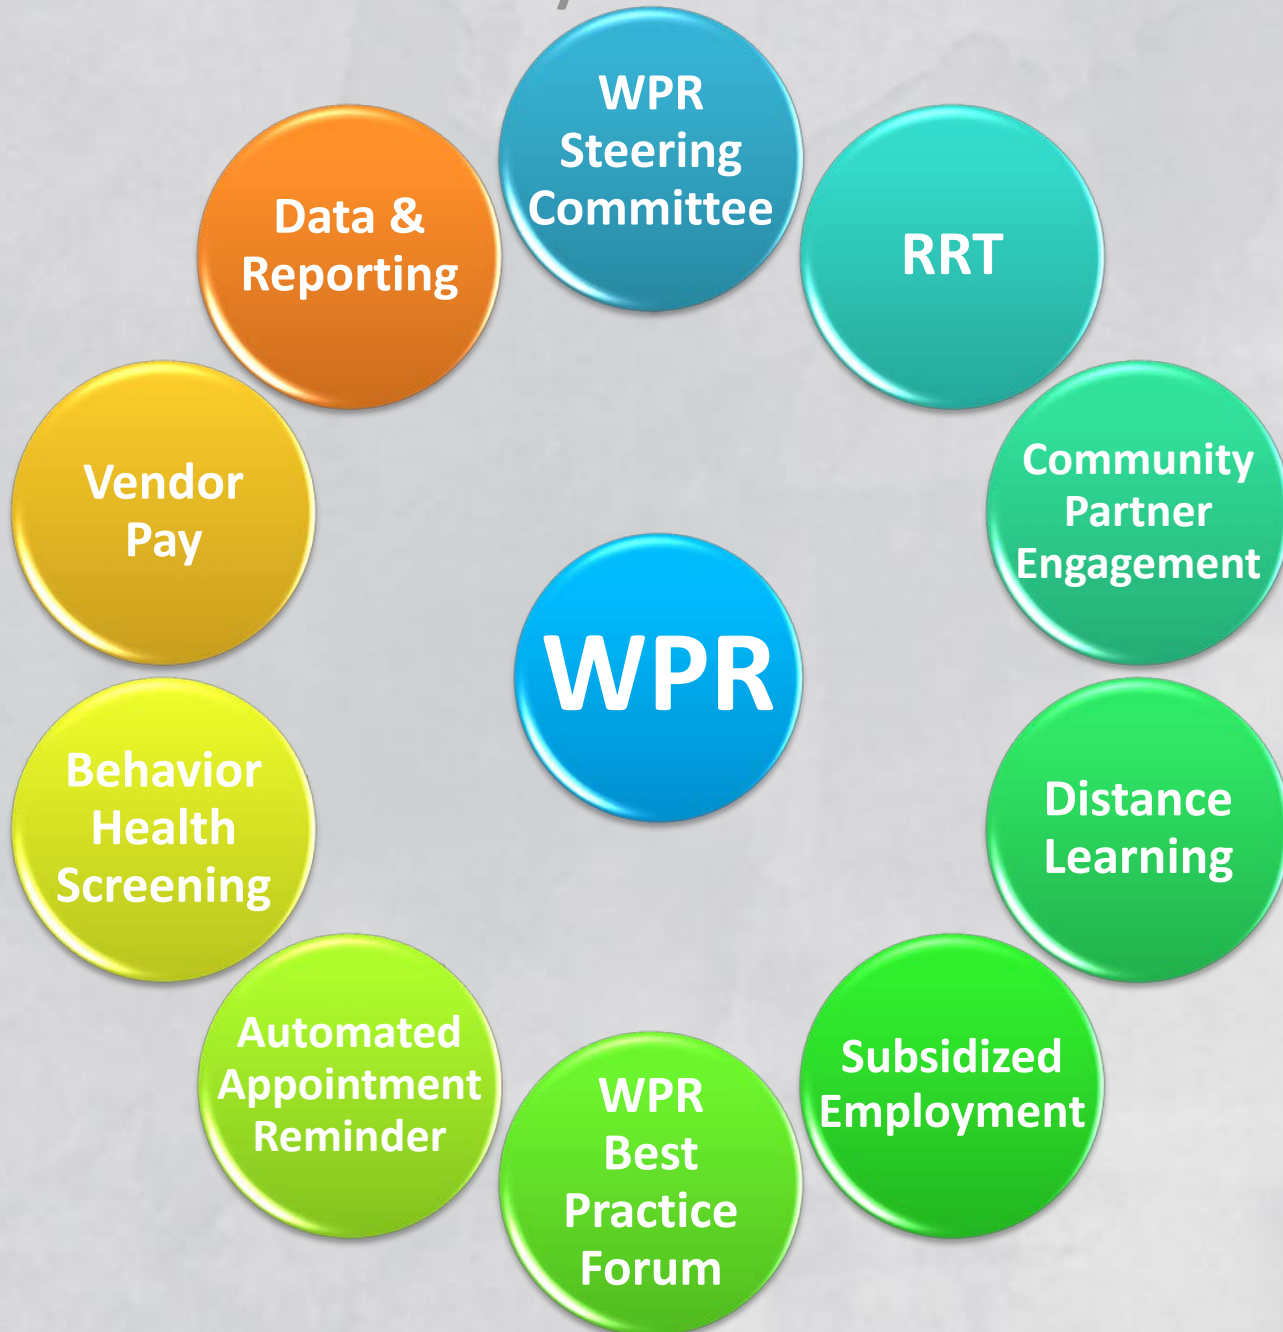 WPR
Steering
Committee
RRT
Community
Partner
Engagement
Distance
Learning
Subsidized
Employment
WPR
Best
Practice
Forum
Automated
Appointment
Reminder
Behavior
Health
Screening
Vendor
Pay
Data &
Reporting
WPR